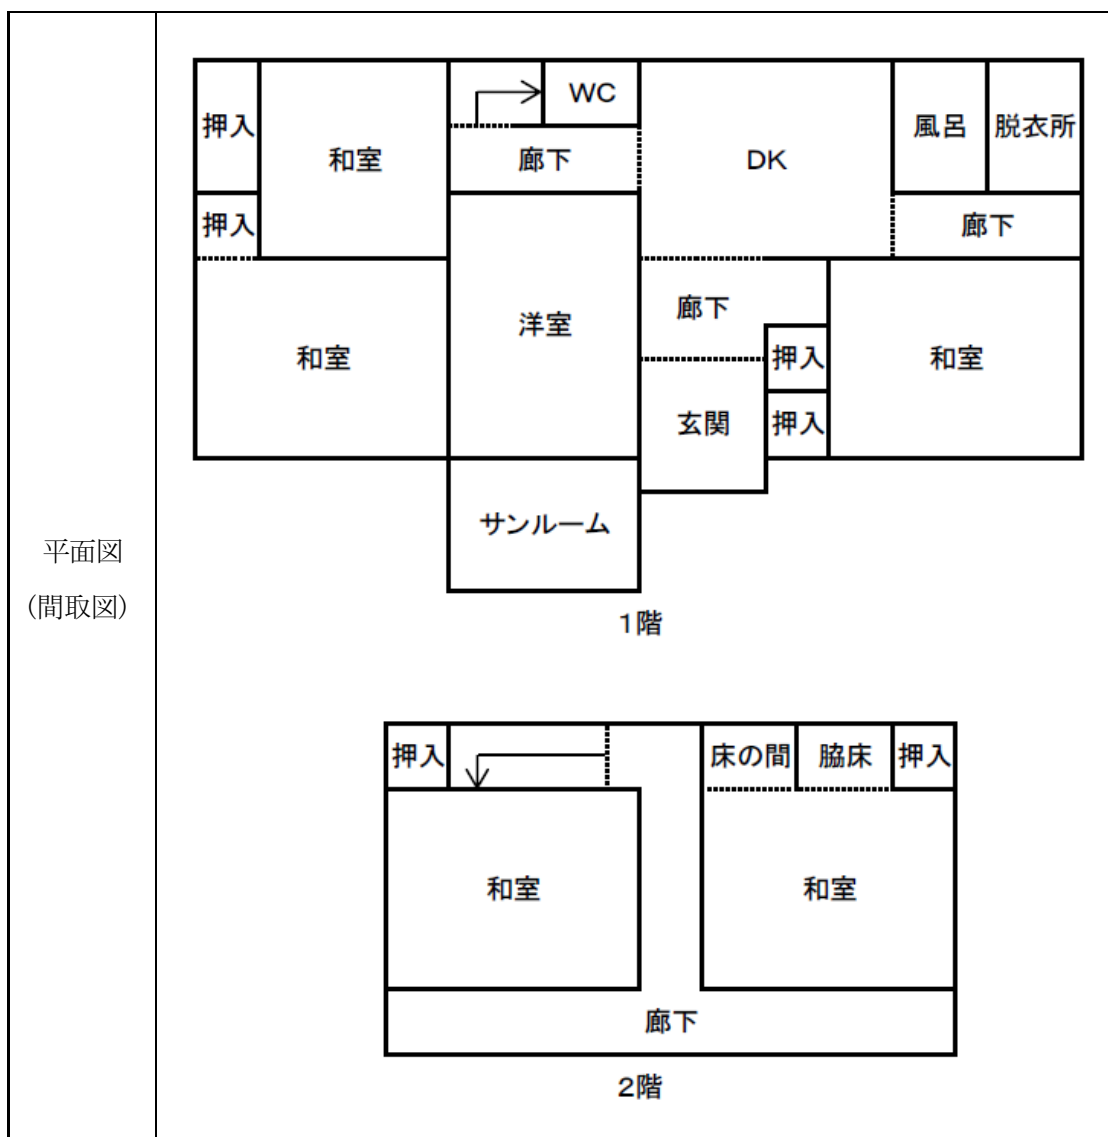 平面図
(間取図)
押入
和室
WC
廊下
DK
風呂
脱衣所
押入
廊下
和室
洋室
廊下
押入
和室
玄関
押入
サンルーム
1階
押入
床の間
脇床
押入
和室
和室
廊下
2階